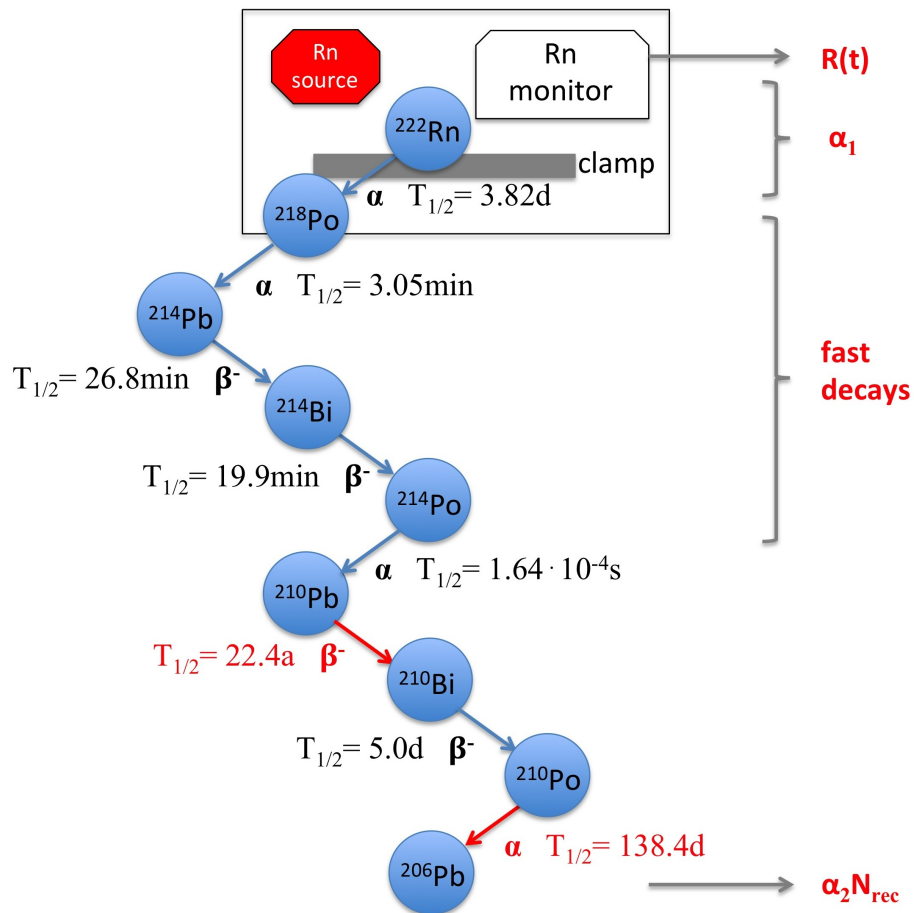 Rn
source
Rn
monitor
R(t)
²²²Rn
α₁
clamp
α T₁/₂= 3.82d
²¹⁸Po
α T₁/₂= 3.05min
²¹⁴Pb
fast
decays
T₁/₂= 26.8min β⁻
²¹⁴Bi
T₁/₂= 19.9min β⁻
²¹⁴Po
α T₁/₂= 1.64 · 10⁻⁴s
²¹⁰Pb
T₁/₂= 22.4a β⁻
²¹⁰Bi
T₁/₂= 5.0d β⁻
²¹⁰Po
α T₁/₂= 138.4d
²⁰⁶Pb
α₂Nrec